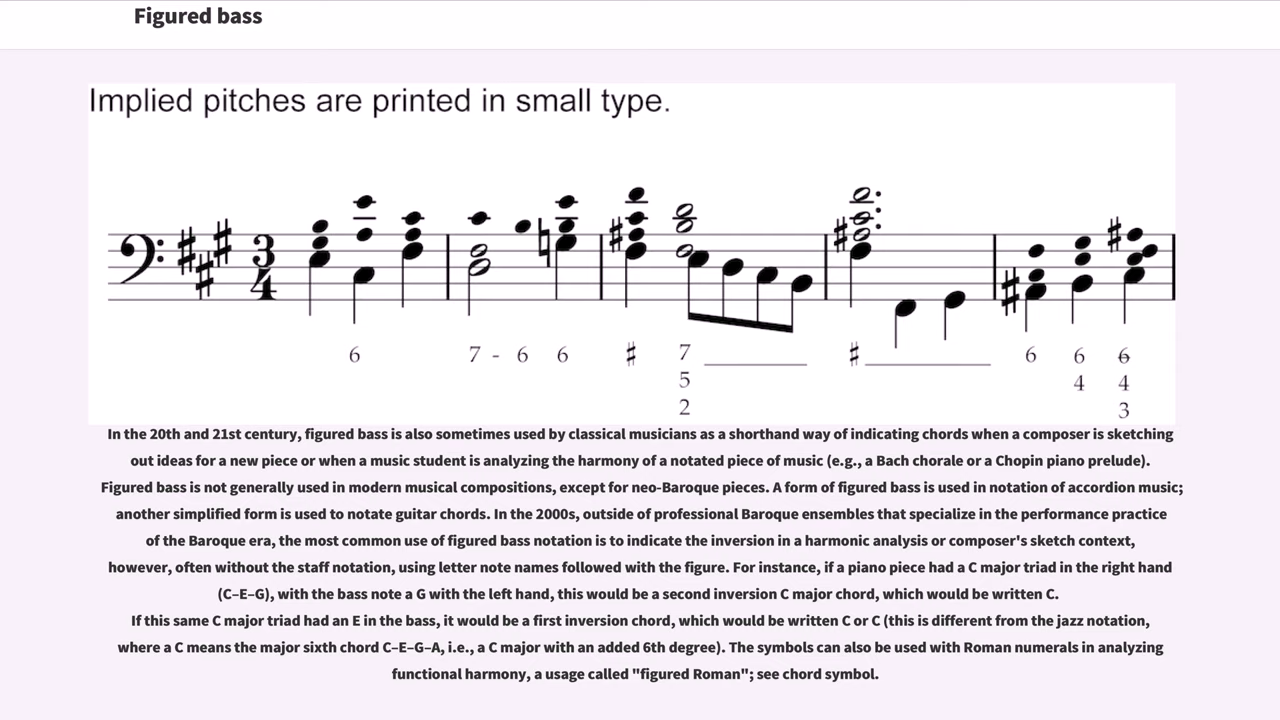 Figured bass
Implied pitches are printed in small type.
3
4
6 7 - 6 6 ♯ 7 ♯ 6 6 6
5 4 4
2 3
In the 20th and 21st century, figured bass is also sometimes used by classical musicians as a shorthand way of indicating chords when a composer is sketching
out ideas for a new piece or when a music student is analyzing the harmony of a notated piece of music (e.g., a Bach chorale or a Chopin piano prelude).
Figured bass is not generally used in modern musical compositions, except for neo-Baroque pieces. A form of figured bass is used in notation of accordion music;
another simplified form is used to notate guitar chords. In the 2000s, outside of professional Baroque ensembles that specialize in the performance practice
of the Baroque era, the most common use of figured bass notation is to indicate the inversion in a harmonic analysis or composer's sketch context,
however, often without the staff notation, using letter note names followed with the figure. For instance, if a piano piece had a C major triad in the right hand
(C–E–G), with the bass note a G with the left hand, this would be a second inversion C major chord, which would be written C.
If this same C major triad had an E in the bass, it would be a first inversion chord, which would be written C or C (this is different from the jazz notation,
where a C means the major sixth chord C–E–G–A, i.e., a C major with an added 6th degree). The symbols can also be used with Roman numerals in analyzing
functional harmony, a usage called "figured Roman"; see chord symbol.